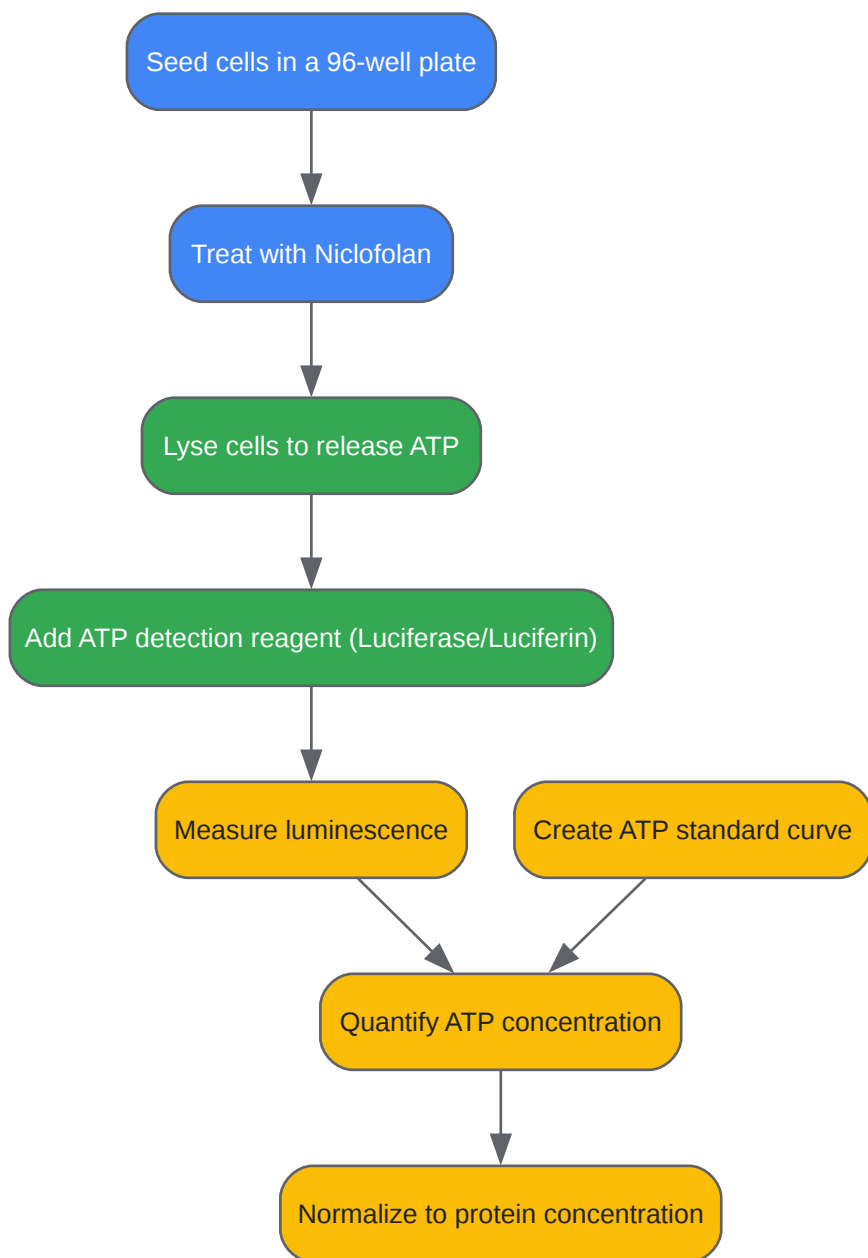 Seed cells in a 96-well plate
Treat with Niclofolan
Lyse cells to release ATP
Add ATP detection reagent (Luciferase/Luciferin)
Measure luminescence
Create ATP standard curve
Quantify ATP concentration
Normalize to protein concentration